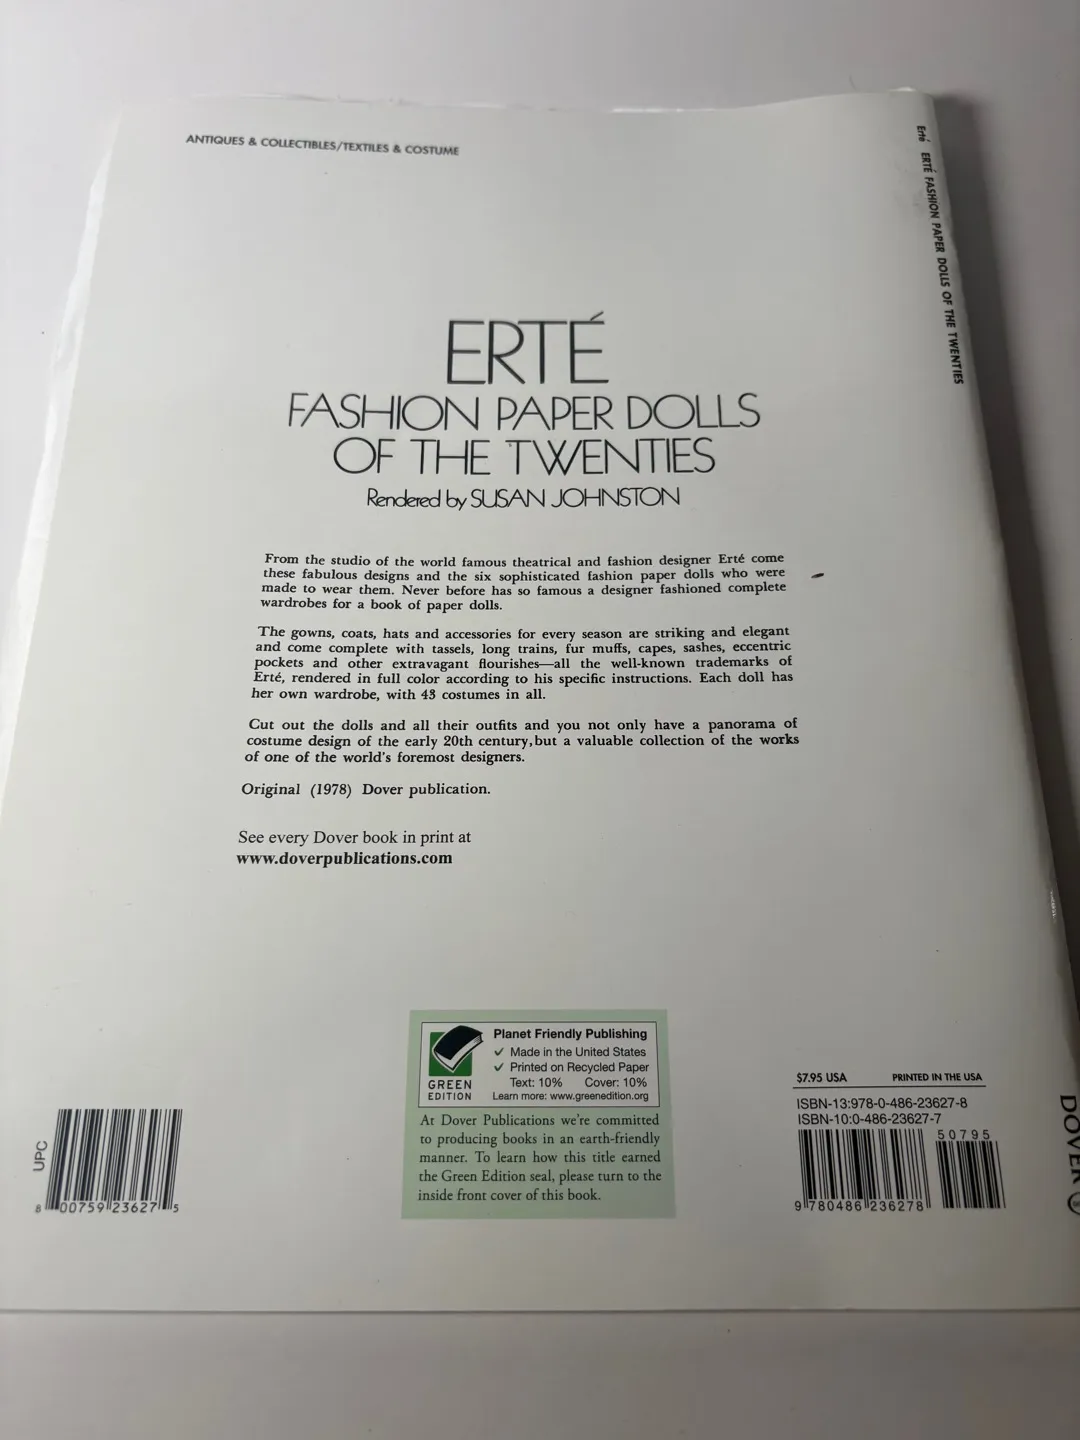 ANTIQUES & COLLECTIBLES/TEXTILES & COSTUME
Erté ERTÉ FASHION PAPER DOLLS OF THE TWENTIES
ERTÉ
FASHION PAPER DOLLS
OF THE TWENTIES
Rendered by SUSAN JOHNSTON
From the studio of the world famous theatrical and fashion designer Erté come
these fabulous designs and the six sophisticated fashion paper dolls who were
made to wear them. Never before has so famous a designer fashioned complete
wardrobes for a book of paper dolls.
The gowns, coats, hats and accessories for every season are striking and elegant
and come complete with tassels, long trains, fur muffs, capes, sashes, eccentric
pockets and other extravagant flourishes—all the well-known trademarks of
Erté, rendered in full color according to his specific instructions. Each doll has
her own wardrobe, with 43 costumes in all.
Cut out the dolls and all their outfits and you not only have a panorama of
costume design of the early 20th century, but a valuable collection of the works
of one of the world's foremost designers.
Original (1978) Dover publication.
See every Dover book in print at
www.doverpublications.com
GREEN
EDITION
Planet Friendly Publishing
✓ Made in the United States
✓ Printed on Recycled Paper
Text: 10% Cover: 10%
Learn more: www.greenedition.org
At Dover Publications we're committed
to producing books in an earth-friendly
manner. To learn how this title earned
the Green Edition seal, please turn to the
inside front cover of this book.
UPC
8 00759 23627 5
$7.95 USA PRINTED IN THE USA
ISBN-13:978-0-486-23627-8
ISBN-10:0-486-23627-7
50795
9 780486 236278
DOVER